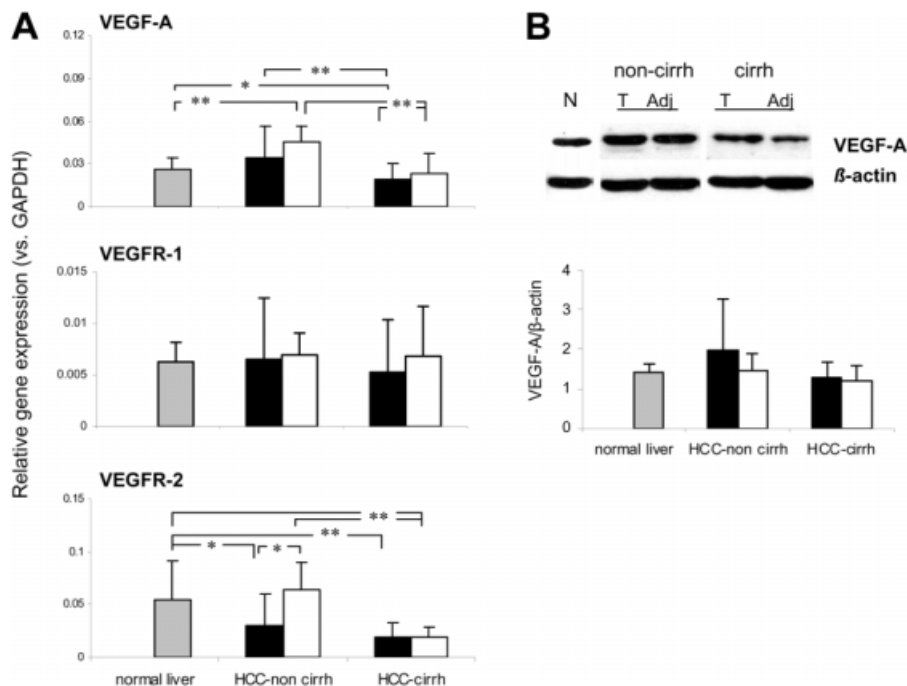 A
VEGF-A
0.12
0.09
0.06
0.03
0
** 
*
**
**
VEGFR-1
0.015
0.01
0.005
0
VEGFR-2
0.15
0.1
0.05
0
**
**
*
*
normal liver HCC-non cirrh HCC-cirrh
Relative gene expression (vs. GAPDH)
B
non-cirrh cirrh
N T Adj T Adj
VEGF-A
ß-actin
4
3
2
1
0
VEGF-A/β-actin
normal liver HCC-non cirrh HCC-cirrh